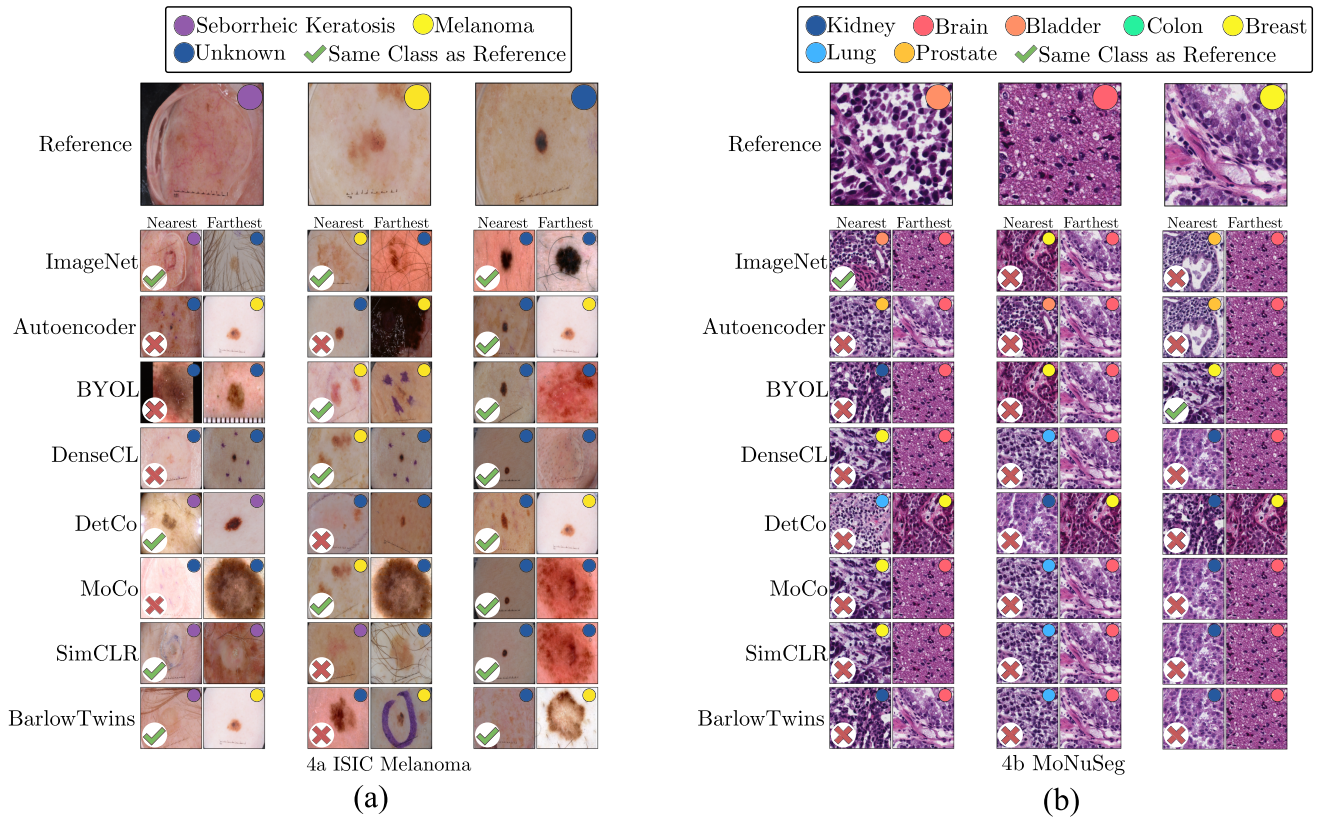 Seborrheic Keratosis Melanoma
Unknown Same Class as Reference
Reference
Nearest Farthest Nearest Farthest Nearest Farthest
ImageNet
Autoencoder
BYOL
DenseCL
DetCo
MoCo
SimCLR
BarlowTwins
4a ISIC Melanoma
(a)
Kidney Brain Bladder Colon Breast
Lung Prostate Same Class as Reference
Reference
Nearest Farthest Nearest Farthest Nearest Farthest
ImageNet
Autoencoder
BYOL
DenseCL
DetCo
MoCo
SimCLR
BarlowTwins
4b MoNuSeg
(b)